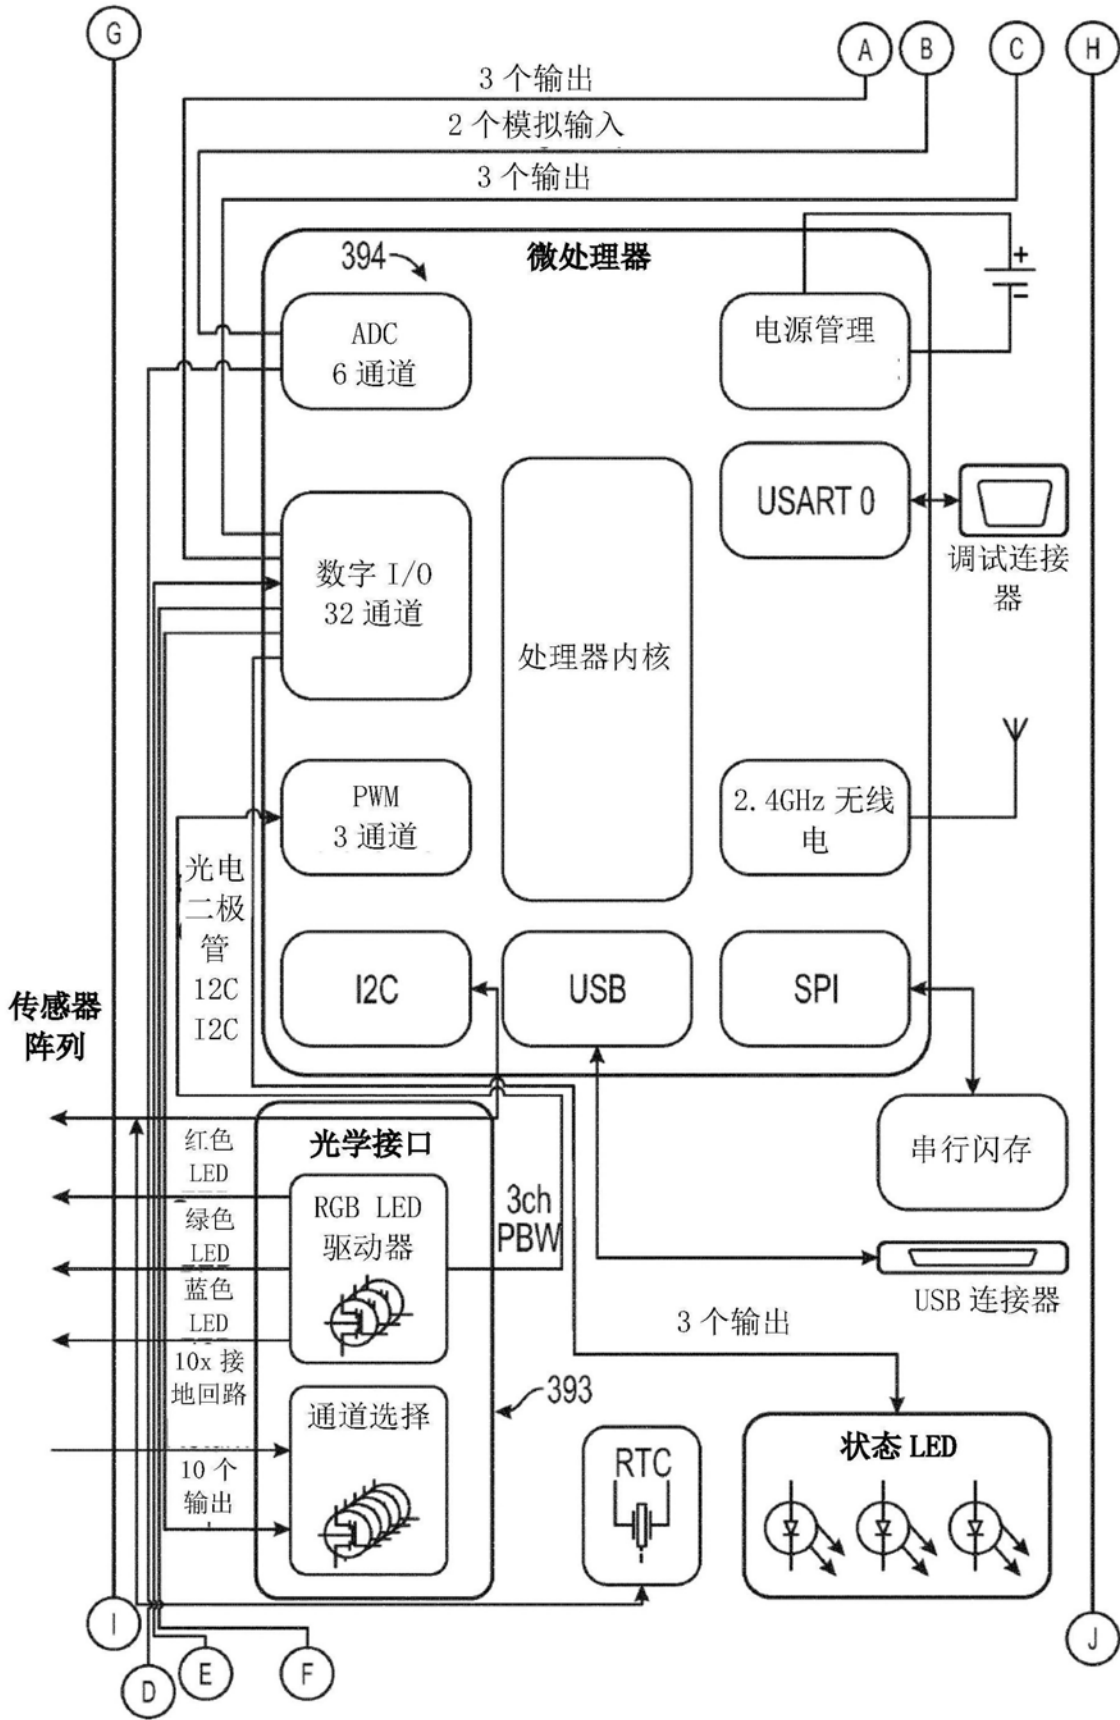 G
A
B
C
H
3 个输出
2 个模拟输入
3 个输出
394
微处理器
ADC
6 通道
电源管理
+
-
USART 0
调试连接
器
数字 I/O
32 通道
处理器内核
PWM
3 通道
2.4GHz 无线
电
光电
二极
管
12C
I2C
传感器
阵列
I2C
USB
SPI
光学接口
红色
LED
RGB LED
驱动器
绿色
LED
3ch
PBW
蓝色
LED
串行闪存
USB 连接器
3 个输出
10x 接
地回路
通道选择
393
10 个
输出
RTC
状态 LED
I
E
F
D
J